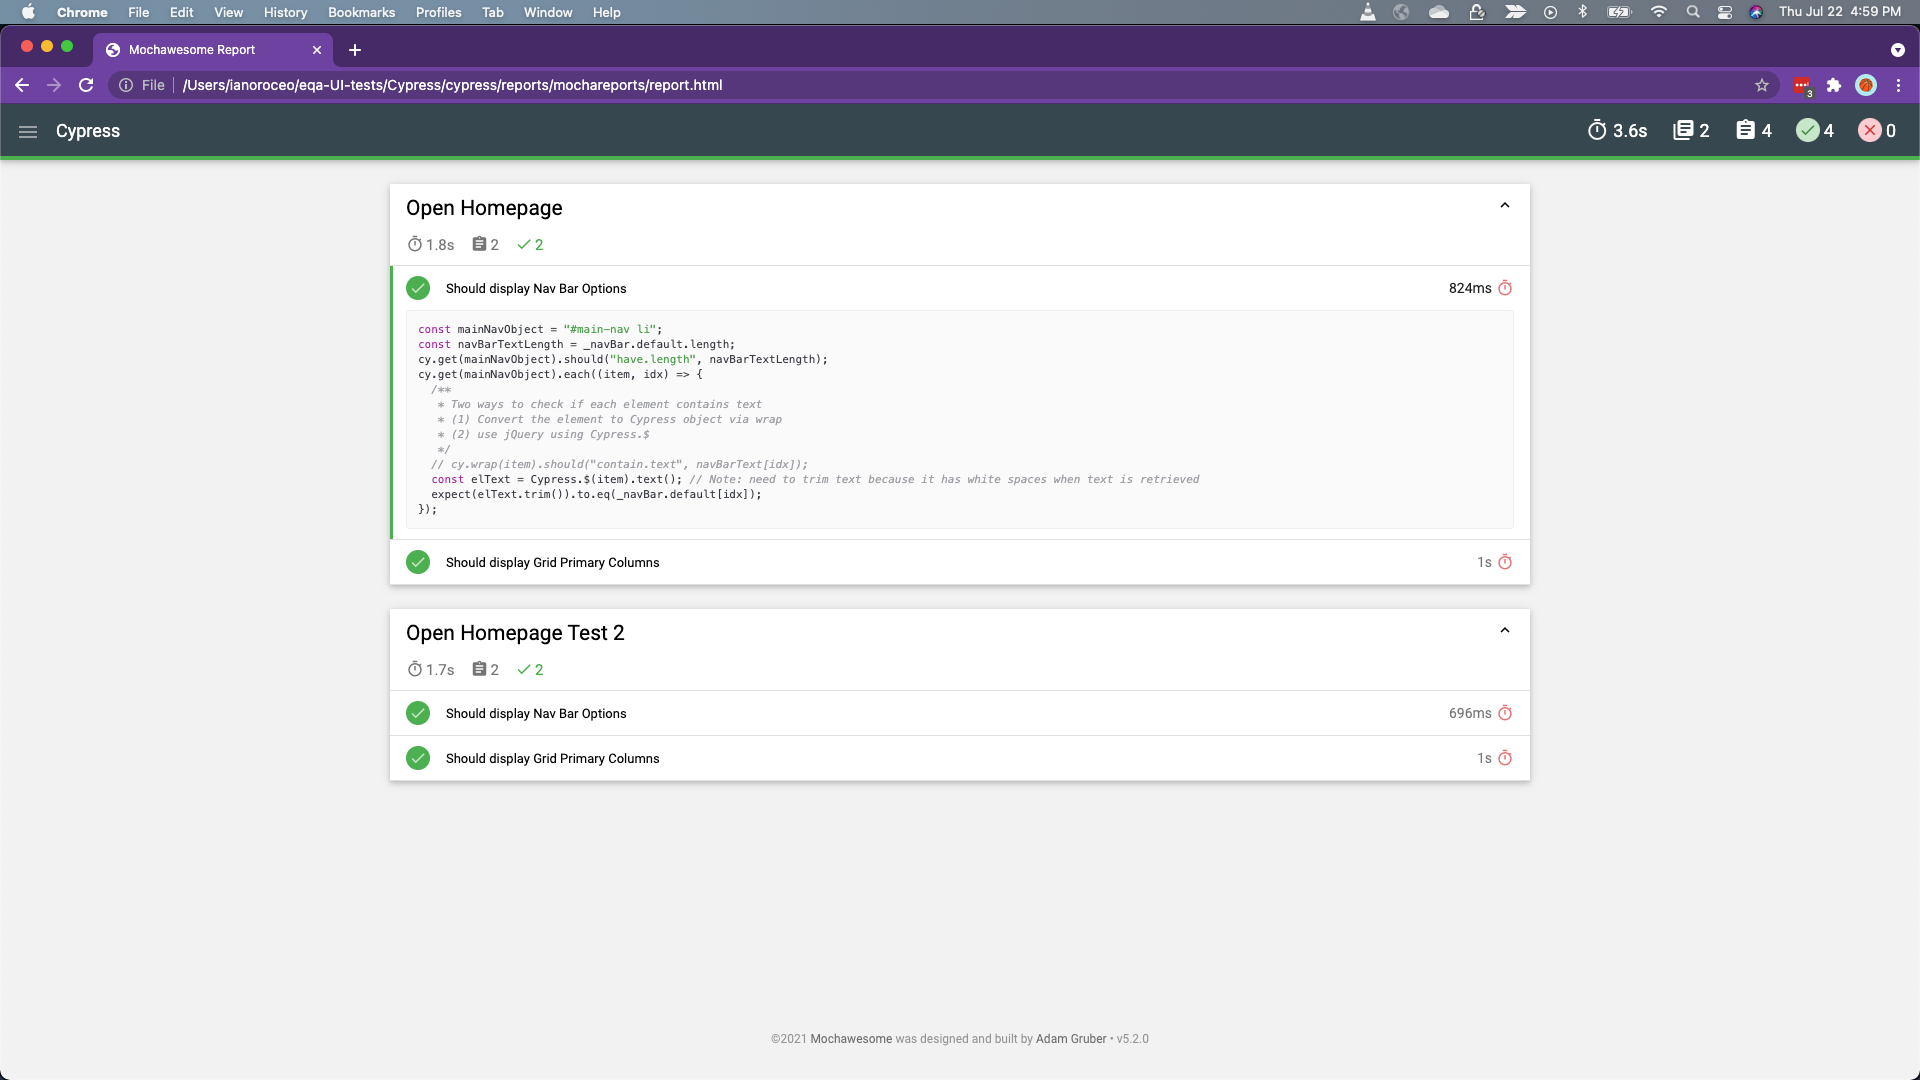 Chrome File Edit View History Bookmarks Profiles Tab Window Help Thu Jul 22 4:59 PM
Mochawesome Report
File /Users/ianoroceo/eqa-UI-tests/Cypress/cypress/reports/mochareports/report.html 3
Cypress 3.6s 2 4 4 0
Open Homepage
1.8s 2 2
Should display Nav Bar Options 824ms
const mainNavObject = "#main-nav li";
const navBarTextLength = _navBar.default.length;
cy.get(mainNavObject).should("have.length", navBarTextLength);
cy.get(mainNavObject).each((item, idx) => {
/**
* Two ways to check if each element contains text
* (1) Convert the element to Cypress object via wrap
* (2) use jQuery using Cypress.$
*/
// cy.wrap(item).should("contain.text", navBarText[idx]);
const elText = Cypress.$(item).text(); // Note: need to trim text because it has white spaces when text is retrieved
expect(elText.trim()).to.eq(_navBar.default[idx]);
});
Should display Grid Primary Columns 1s
Open Homepage Test 2
1.7s 2 2
Should display Nav Bar Options 696ms
Should display Grid Primary Columns 1s
©2021 Mochawesome was designed and built by Adam Gruber • v5.2.0